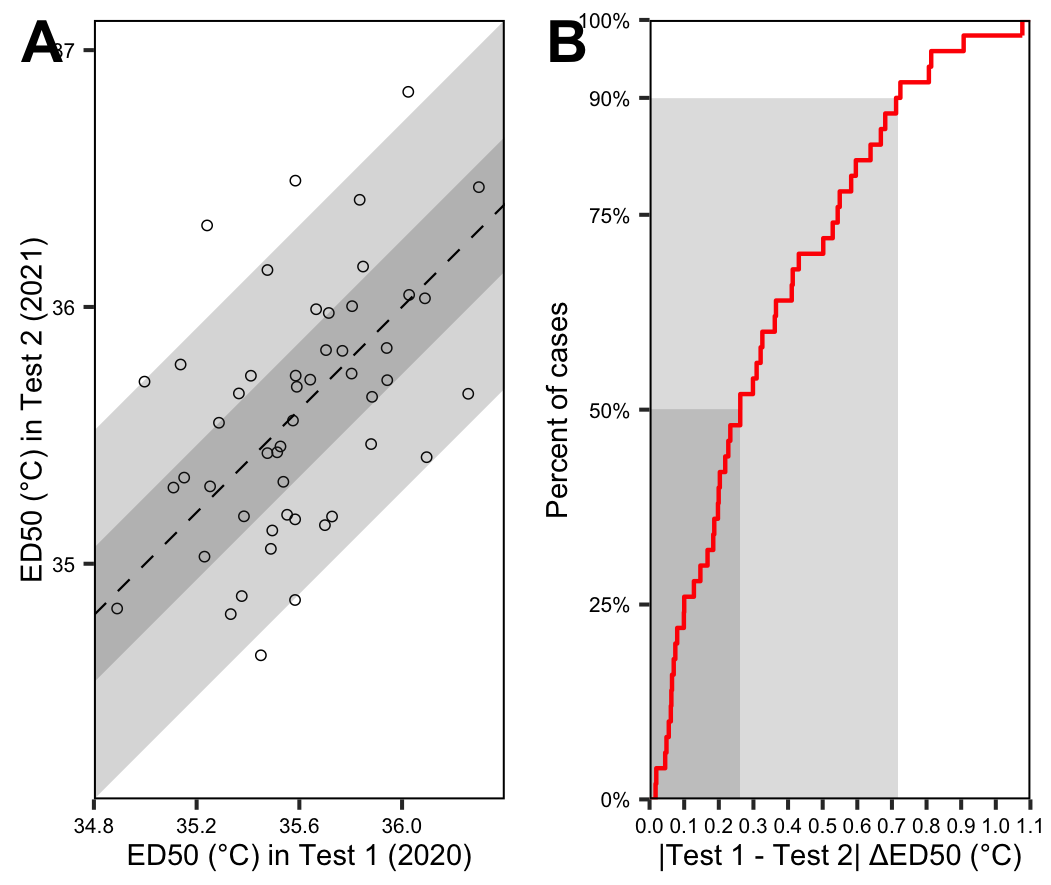 A
37
36
35
34.8 35.2 35.6 36.0
ED50 (°C) in Test 1 (2020)
ED50 (°C) in Test 2 (2021)
B
100%
90%
75%
50%
25%
0%
0.0 0.1 0.2 0.3 0.4 0.5 0.6 0.7 0.8 0.9 1.0 1.1
|Test 1 - Test 2| ΔED50 (°C)
Percent of cases